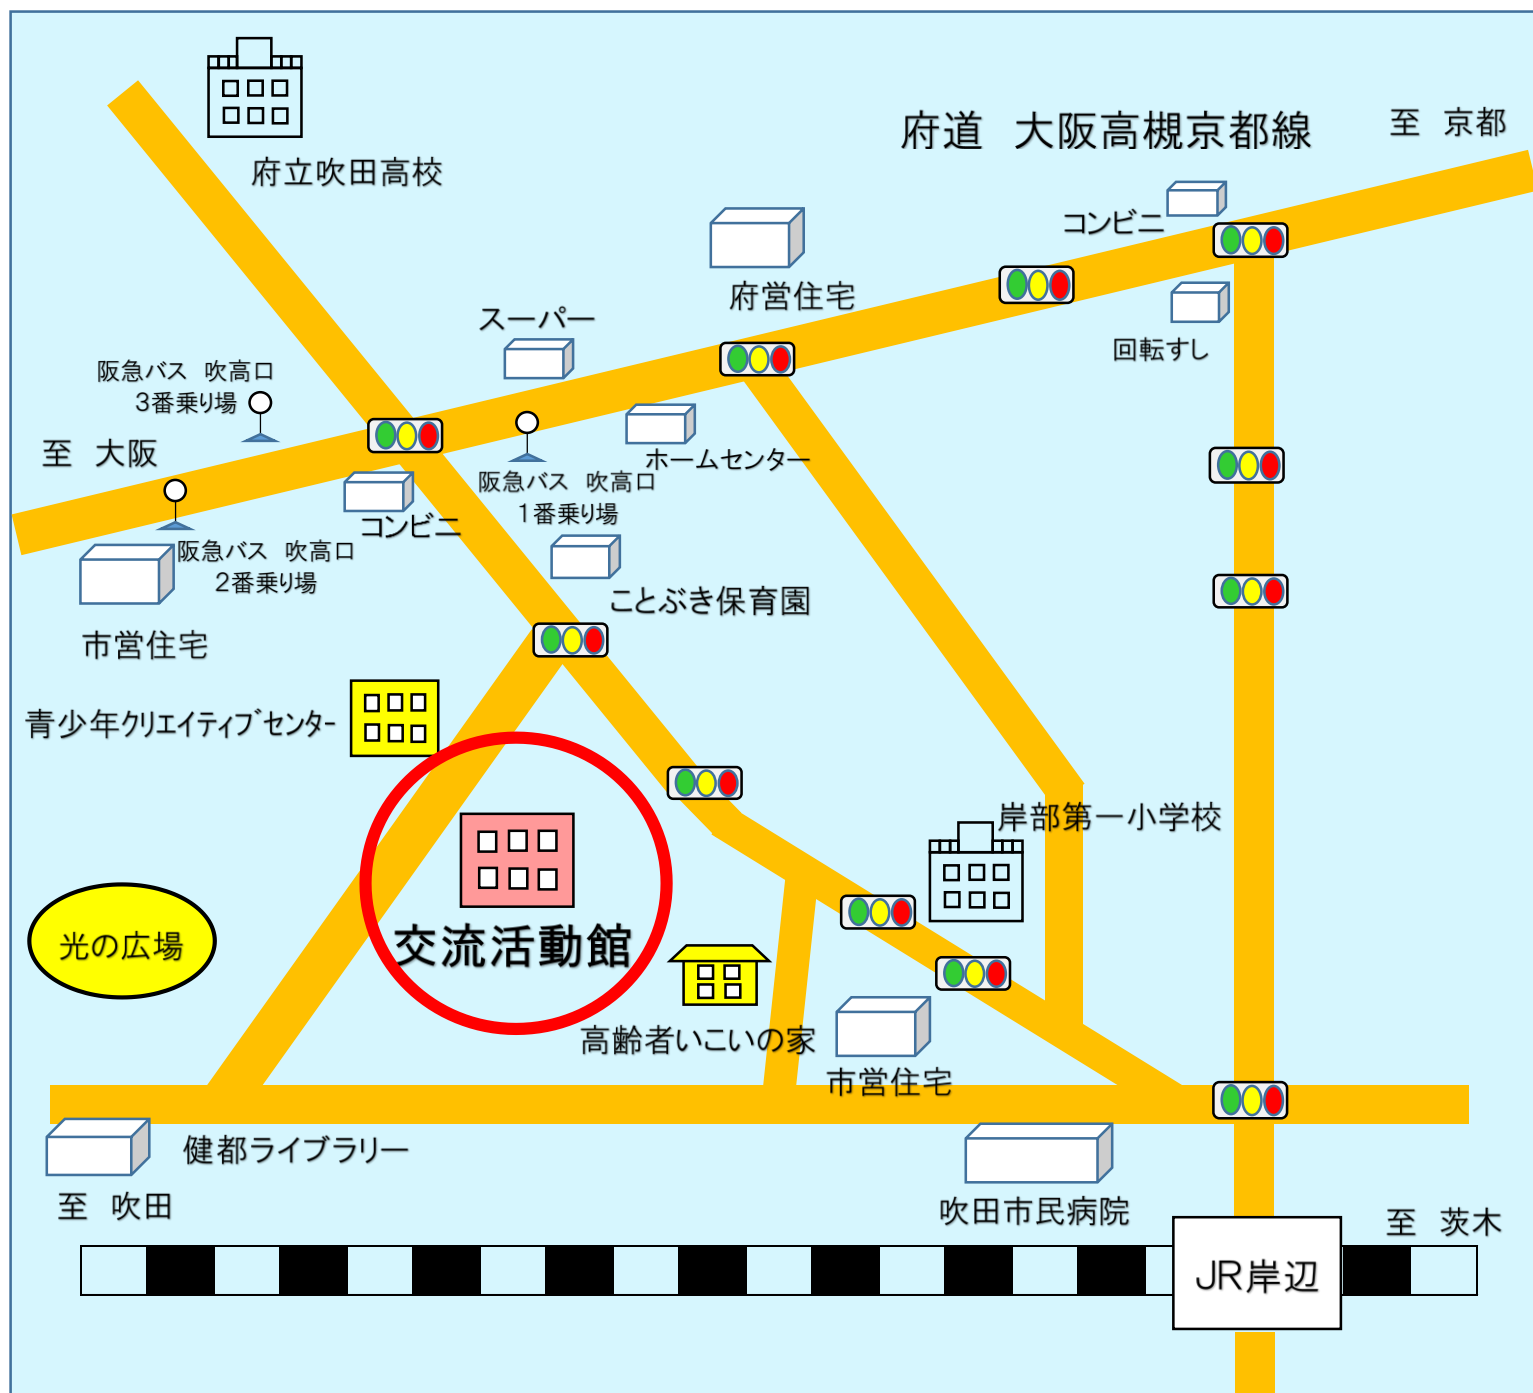 府立吹田高校
府道　大阪高槻京都線
至　京都
コンビニ
府営住宅
スーパー
回転すし
阪急バス　吹高口
3番乗り場
至　大阪
ホームセンター
阪急バス　吹高口
1番乗り場
コンビニ
阪急バス　吹高口
2番乗り場
ことぶき保育園
市営住宅
青少年クリエイティブセンター
岸部第一小学校
交流活動館
光の広場
高齢者いこいの家
市営住宅
健都ライブラリー
至　吹田
吹田市民病院
至　茨木
JR岸辺